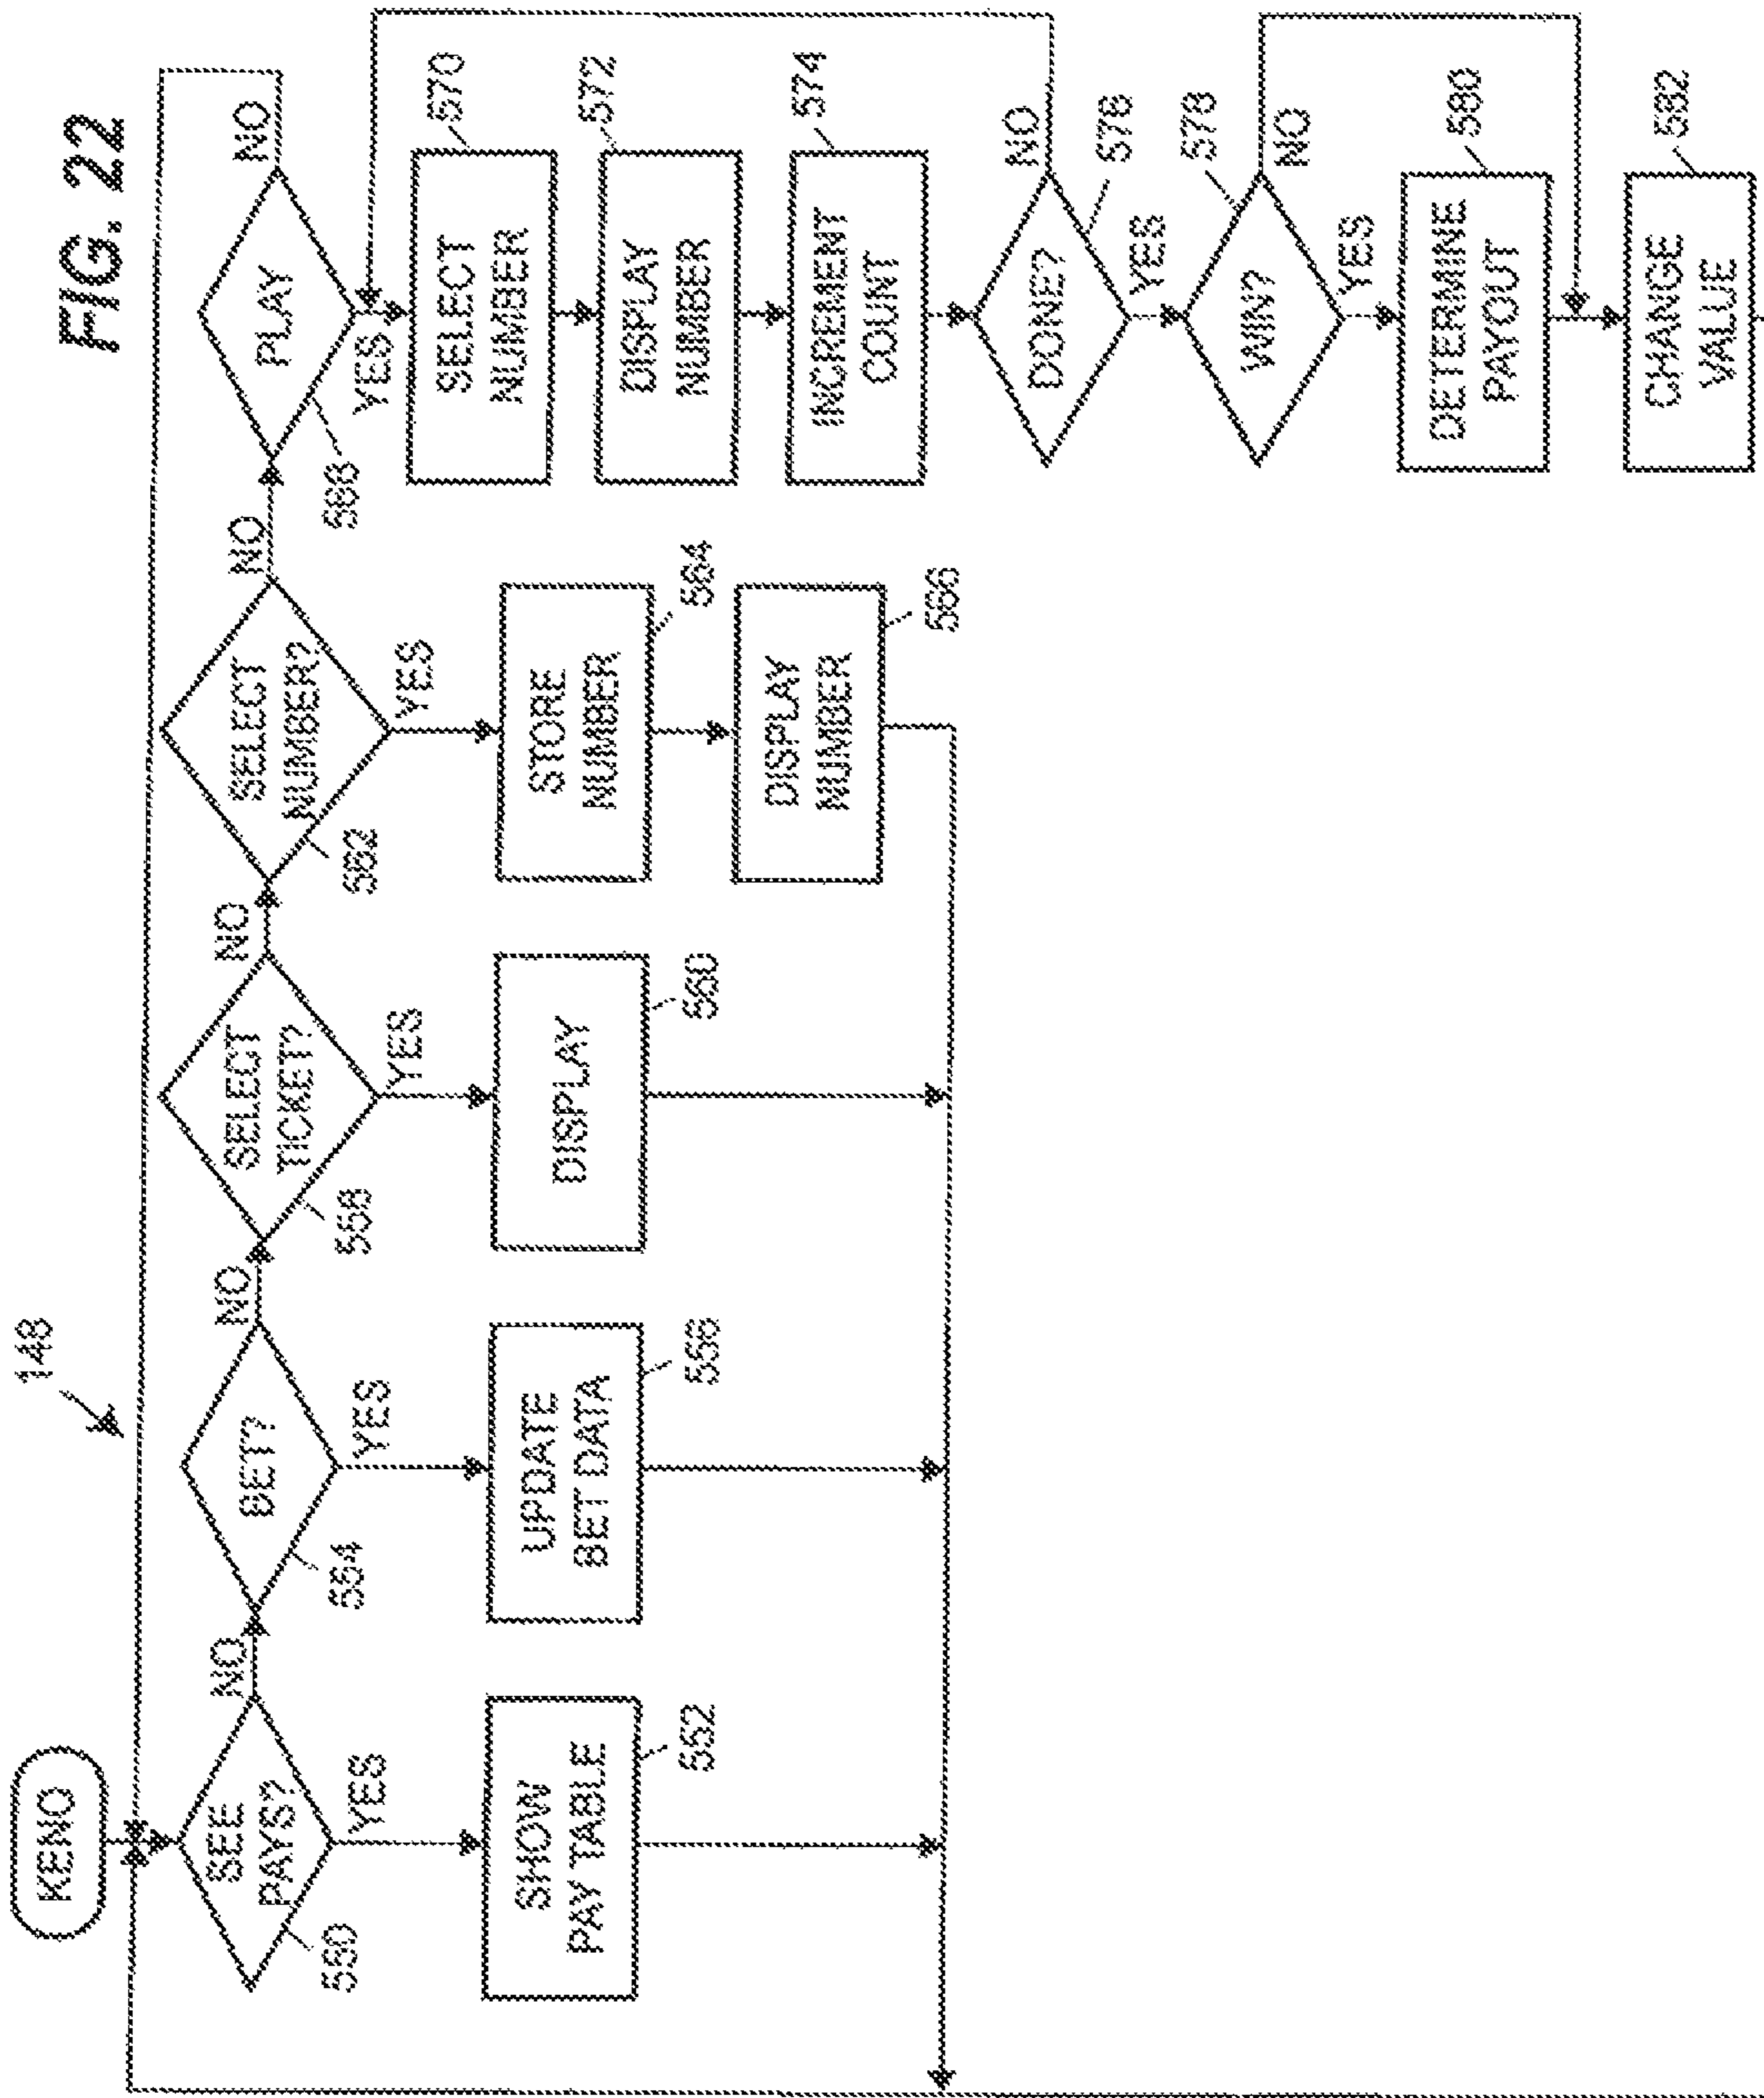 FIG. 22
148
KENO
SEE
PAYS?
550
NO
YES
SHOW
PAY TABLE
552
BET?
554
NO
YES
UPDATE
BET DATA
556
SELECT
TICKET?
558
NO
YES
DISPLAY
560
SELECT
NUMBER?
562
NO
YES
STORE
NUMBER
564
DISPLAY
NUMBER
566
PLAY
568
NO
YES
SELECT
NUMBER
570
DISPLAY
NUMBER
572
INCREMENT
COUNT
574
DONE?
576
NO
YES
WIN?
578
NO
YES
DETERMINE
PAYOUT
580
CHANGE
VALUE
582